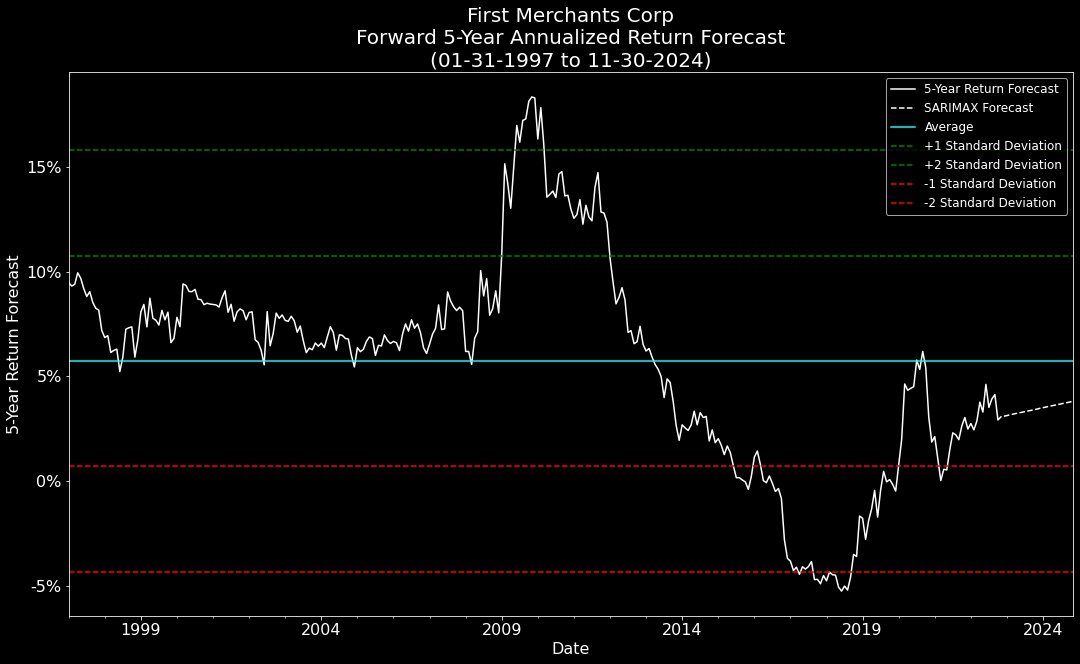 First Merchants Corp
Forward 5-Year Annualized Return Forecast
(01-31-1997 to 11-30-2024)
5-Year Return Forecast
SARIMAX Forecast
Average
+1 Standard Deviation
+2 Standard Deviation
-1 Standard Deviation
-2 Standard Deviation
5-Year Return Forecast
15%
10%
5%
0%
-5%
1999
2004
2009
2014
2019
2024
Date